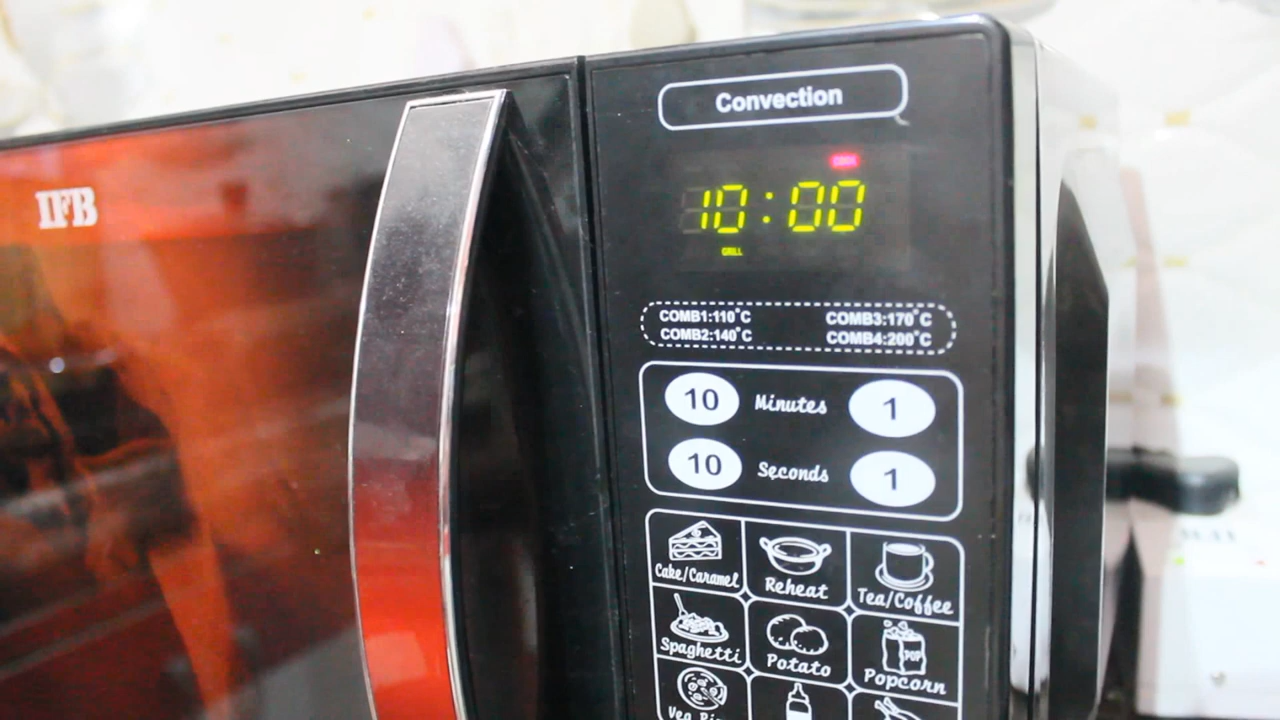 IFB
Convection
10:00
GRILL
COMB1:110°C COMB3:170°C
COMB2:140°C COMB4:200°C
10 Minutes 1
10 Seconds 1
Cake/Caramel Reheat Tea/Coffee
Spaghetti Potato POP Popcorn
Veg